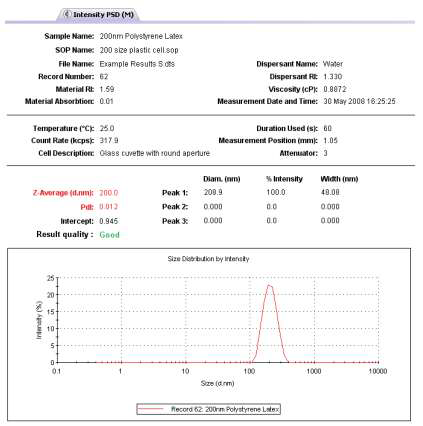 Intensity PSD (M)
Sample Name: 200nm Polystyrene Latex
SOP Name: 200 size plastic cell.sop
File Name: Example Results S.dts Dispersant Name: Water
Record Number: 62 Dispersant RI: 1.330
Material RI: 1.59 Viscosity (cP): 0.8872
Material Absorbtion: 0.01 Measurement Date and Time: 30 May 2008 16:25:25
Temperature (°C): 25.0 Duration Used (s): 60
Count Rate (kcps): 317.9 Measurement Position (mm): 1.05
Cell Description: Glass cuvette with round aperture Attenuator: 3
Diam. (nm) % Intensity Width (nm)
Z-Average (d.nm): 200.0 Peak 1: 208.9 100.0 48.08
PdI: 0.012 Peak 2: 0.000 0.0 0.000
Intercept: 0.945 Peak 3: 0.000 0.0 0.000
Result quality : Good
Size Distribution by Intensity
25
20
15
10
5
0
Intensity (%)
0.1 1 10 100 1000 10000
Size (d.nm)
Record 62: 200nm Polystyrene Latex